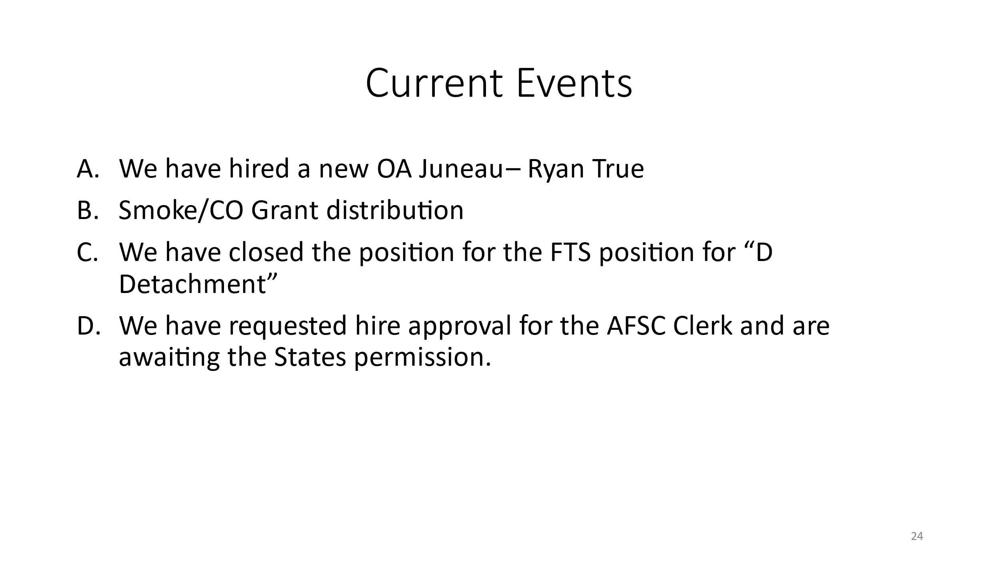 Current Events
A. We have hired a new OA Juneau– Ryan True
B. Smoke/CO Grant distribution
C. We have closed the position for the FTS position for “D
Detachment”
D. We have requested hire approval for the AFSC Clerk and are
awaiting the States permission.
24